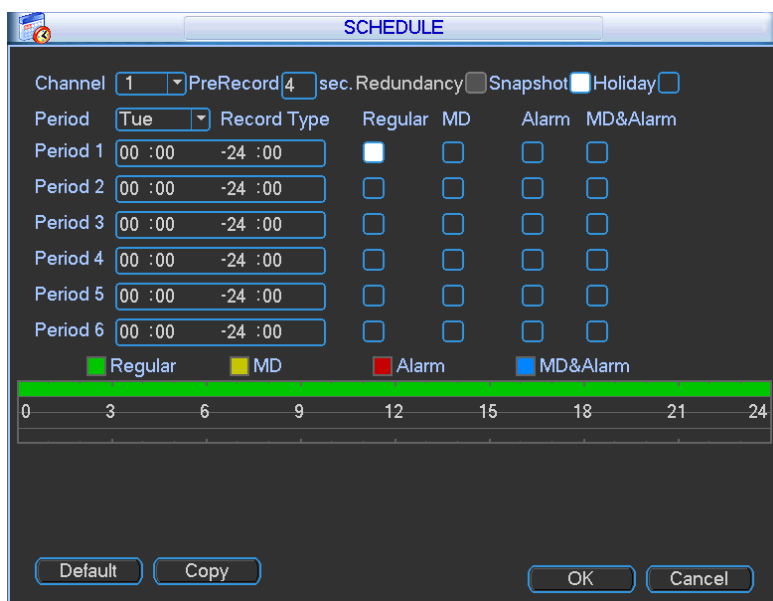 SCHEDULE
Channel 1 PreRecord 4 sec. Redundancy Snapshot Holiday
Period Tue Record Type Regular MD Alarm MD&Alarm
Period 1 00 :00 -24 :00
Period 2 00 :00 -24 :00
Period 3 00 :00 -24 :00
Period 4 00 :00 -24 :00
Period 5 00 :00 -24 :00
Period 6 00 :00 -24 :00
Regular MD Alarm MD&Alarm
0 3 6 9 12 15 18 21 24
Default Copy OK Cancel